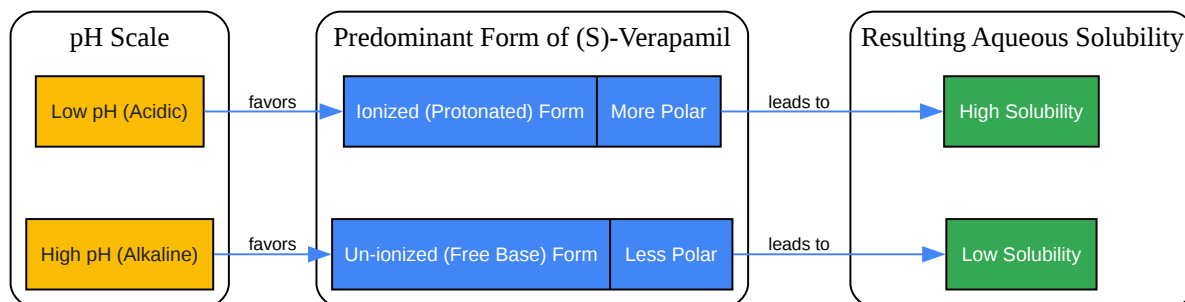 pH Scale
Predominant Form of (S)-Verapamil
Resulting Aqueous Solubility
Low pH (Acidic)
favors
Ionized (Protonated) Form
More Polar
leads to
High Solubility
High pH (Alkaline)
favors
Un-ionized (Free Base) Form
Less Polar
leads to
Low Solubility